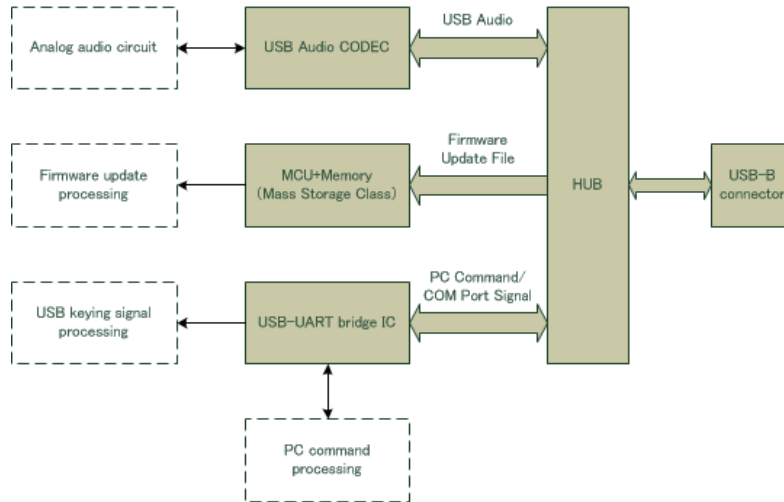 USB Audio
Analog audio circuit
USB Audio CODEC
Firmware
Update File
Firmware update
processing
MCU+Memory
(Mass Storage Class)
HUB
USB-B
connector
PC Command/
COM Port Signal
USB keying signal
processing
USB-UART bridge IC
PC command
processing